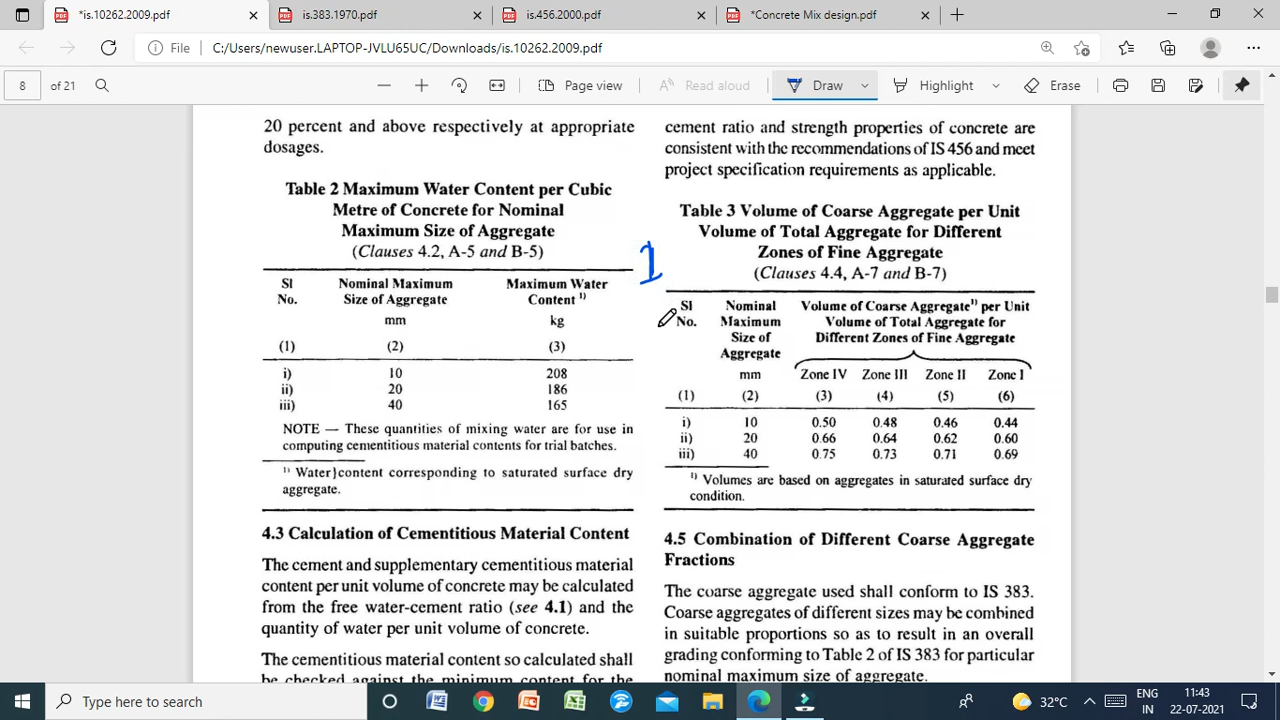 *is.10262.2009.pdf
is.383.1970.pdf
is.456.2000.pdf
*Concrete Mix design.pdf
File
C:/Users/newuser.LAPTOP-JVLU65UC/Downloads/is.10262.2009.pdf
8 of 21
Page view
Read aloud
Draw
Highlight
Erase
20 percent and above respectively at appropriate
dosages.
Table 2 Maximum Water Content per Cubic
Metre of Concrete for Nominal
Maximum Size of Aggregate
(Clauses 4.2, A-5 and B-5)
Sl Nominal Maximum Maximum Water
No. Size of Aggregate Content 1)
mm kg
(1) (2) (3)
i) 10 208
ii) 20 186
iii) 40 165
NOTE — These quantities of mixing water are for use in
computing cementitious material contents for trial batches.
1) Water}content corresponding to saturated surface dry
aggregate.
4.3 Calculation of Cementitious Material Content
The cement and supplementary cementitious material
content per unit volume of concrete may be calculated
from the free water-cement ratio (see 4.1) and the
quantity of water per unit volume of concrete.
The cementitious material content so calculated shall
be checked against the minimum content for the
1
cement ratio and strength properties of concrete are
consistent with the recommendations of IS 456 and meet
project specification requirements as applicable.
Table 3 Volume of Coarse Aggregate per Unit
Volume of Total Aggregate for Different
Zones of Fine Aggregate
(Clauses 4.4, A-7 and B-7)
Sl Nominal Volume of Coarse Aggregate1) per Unit
No. Maximum Volume of Total Aggregate for
Size of Different Zones of Fine Aggregate
Aggregate
mm Zone IV Zone III Zone II Zone I
(1) (2) (3) (4) (5) (6)
i) 10 0.50 0.48 0.46 0.44
ii) 20 0.66 0.64 0.62 0.60
iii) 40 0.75 0.73 0.71 0.69
1) Volumes are based on aggregates in saturated surface dry
condition.
4.5 Combination of Different Coarse Aggregate
Fractions
The coarse aggregate used shall conform to IS 383.
Coarse aggregates of different sizes may be combined
in suitable proportions so as to result in an overall
grading conforming to Table 2 of IS 383 for particular
nominal maximum size of aggregate.
Type here to search
32°C
ENG
IN
11:43
22-07-2021